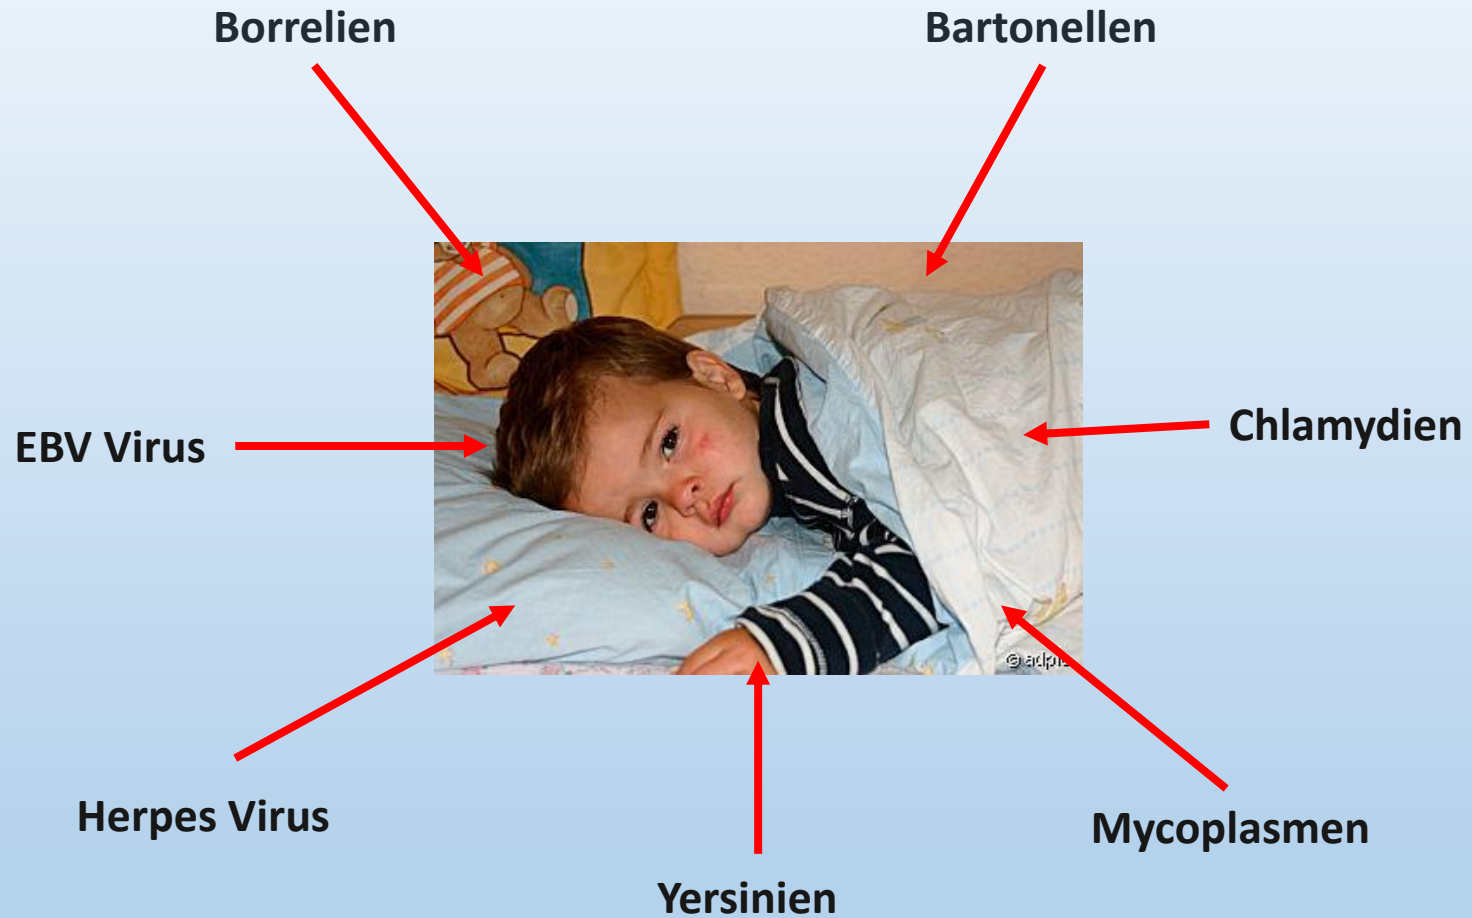 Borrelien
Bartonellen
EBV Virus
Chlamydien
Herpes Virus
Mycoplasmen
Yersinien